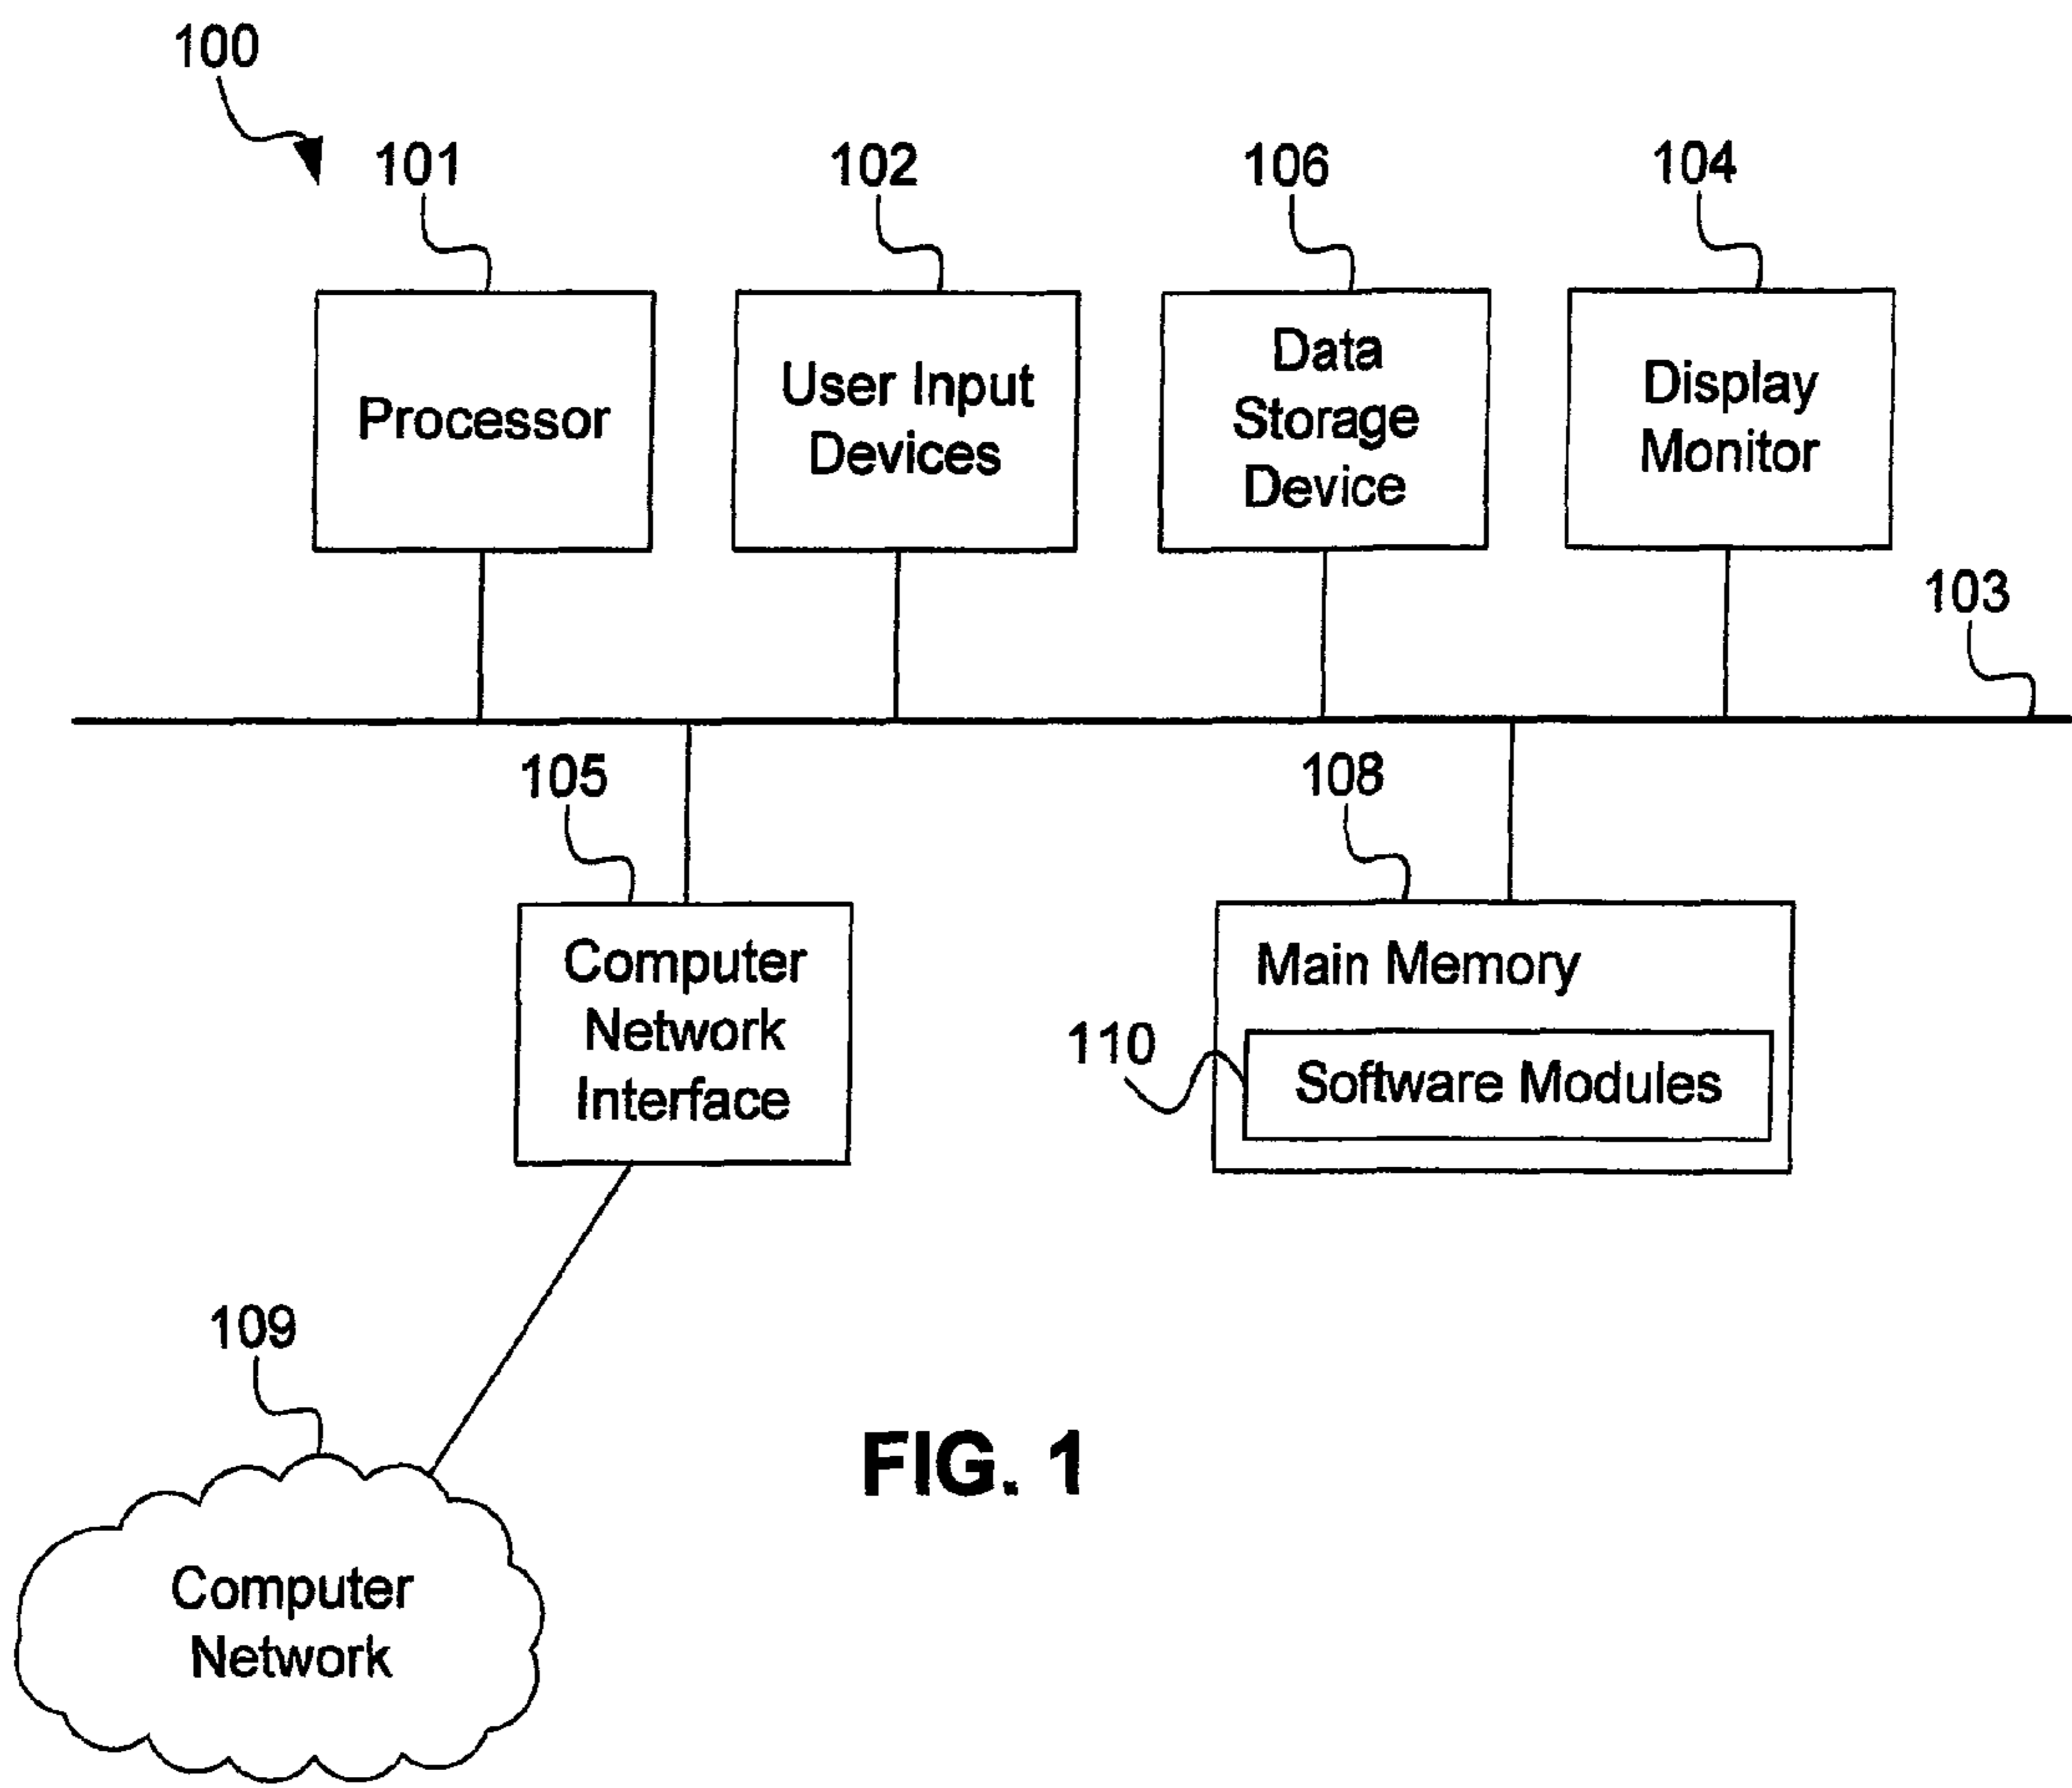 100
101
102
106
104
Processor
User Input
Devices
Data
Storage
Device
Display
Monitor
103
105
108
Computer
Network
Interface
Main Memory
110
Software Modules
109
FIG. 1
Computer
Network